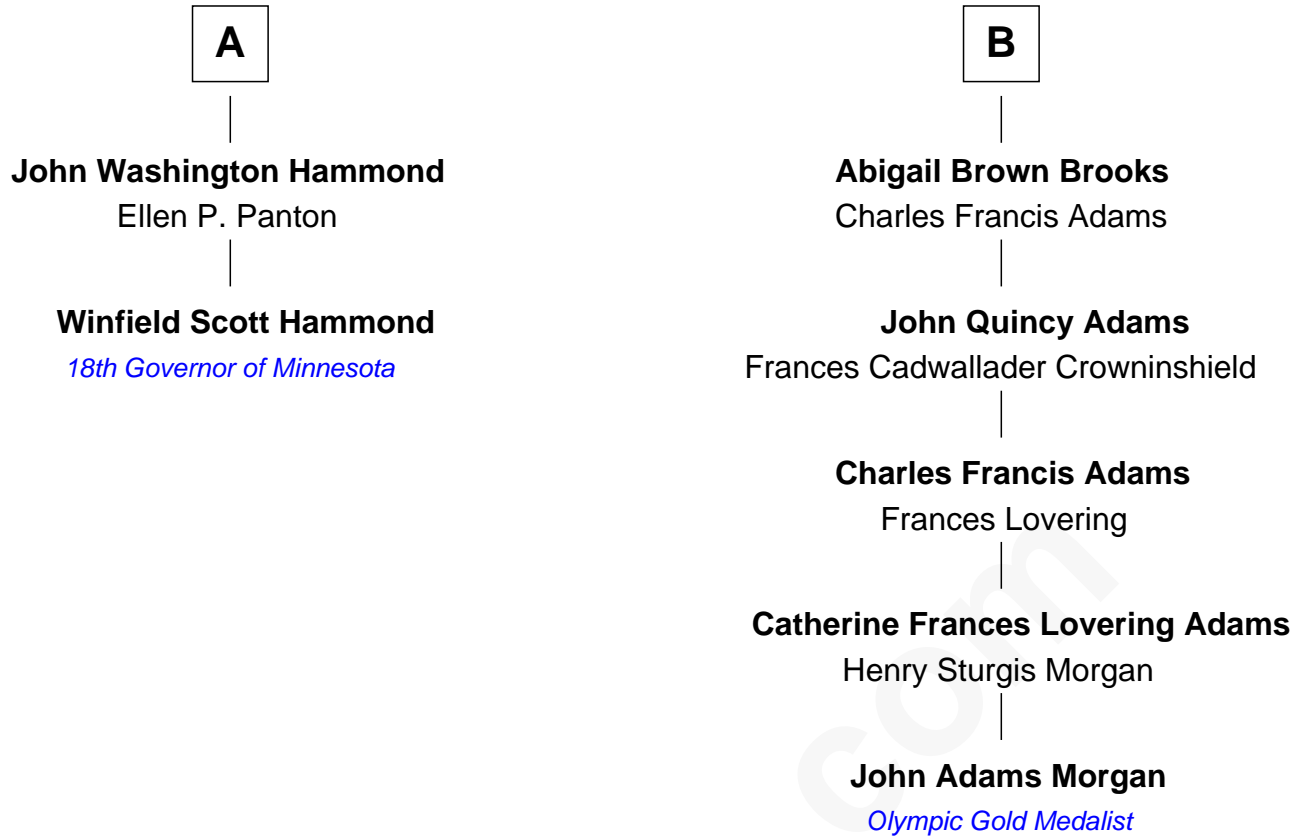 A
John Washington Hammond
Ellen P. Panton
Winfield Scott Hammond
18th Governor of Minnesota
B
Abigail Brown Brooks
Charles Francis Adams
John Quincy Adams
Frances Cadwallader Crowninshield
Charles Francis Adams
Frances Lovering
Catherine Frances Lovering Adams
Henry Sturgis Morgan
John Adams Morgan
Olympic Gold Medalist
com